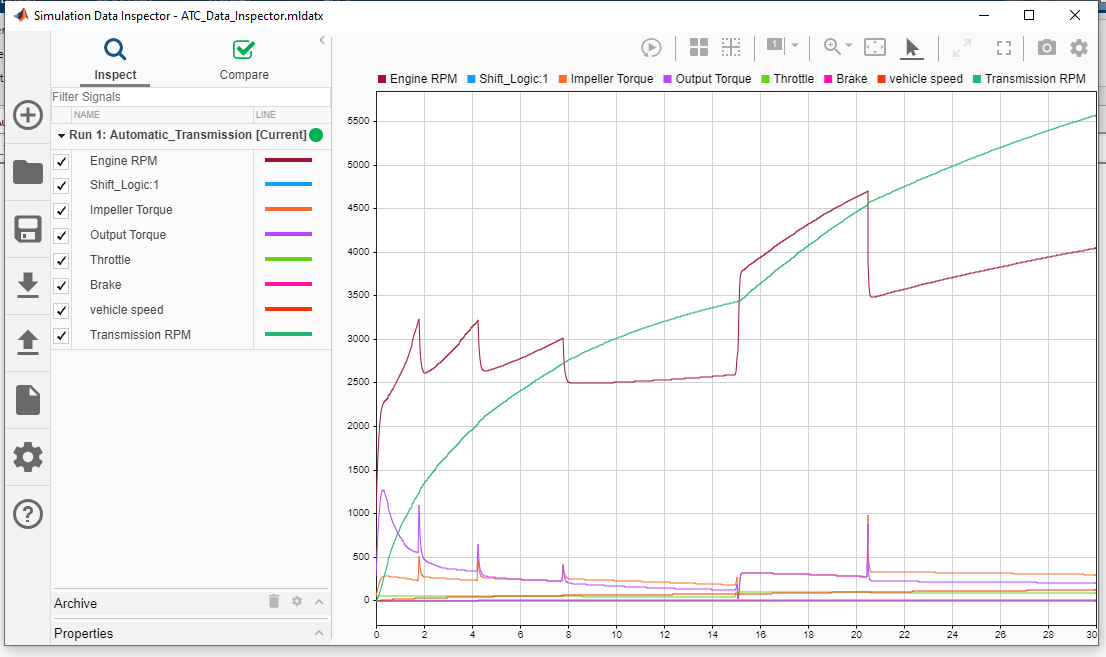 Simulation Data Inspector - ATC_Data_Inspector.mldatx
Inspect
Compare
Filter Signals
NAME LINE
Run 1: Automatic_Transmission [Current]
Engine RPM
Shift_Logic:1
Impeller Torque
Output Torque
Throttle
Brake
vehicle speed
Transmission RPM
Archive
Properties
1
Engine RPM Shift_Logic:1 Impeller Torque Output Torque Throttle Brake vehicle speed Transmission RPM
5500
5000
4500
4000
3500
3000
2500
2000
1500
1000
500
0
0 2 4 6 8 10 12 14 16 18 20 22 24 26 28 30